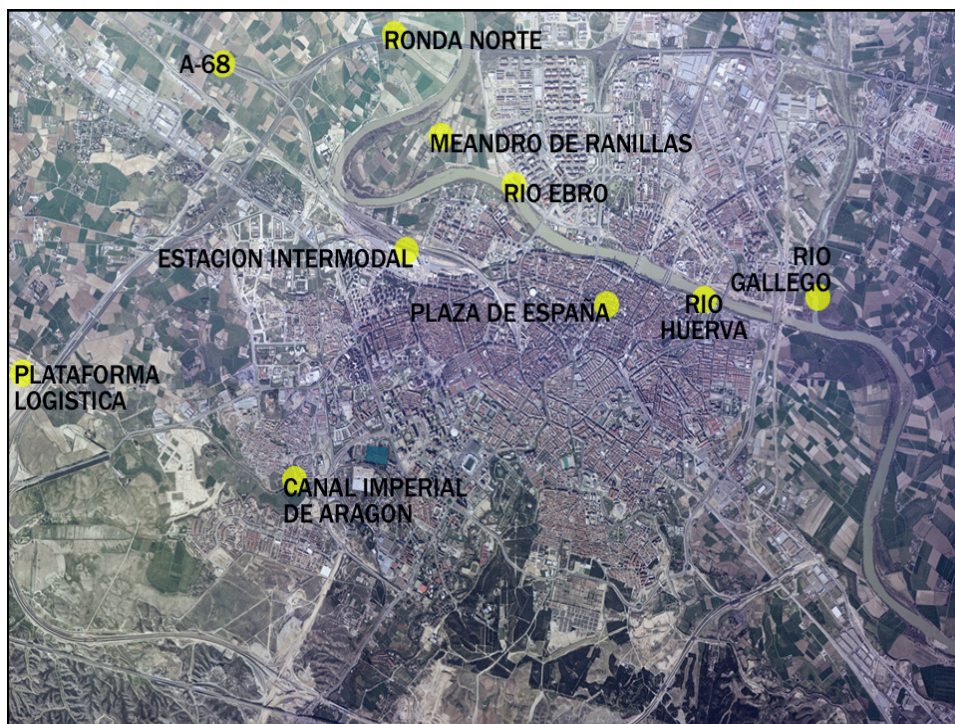 RONDA NORTE
A-68
MEANDRO DE RANILLAS
RIO EBRO
ESTACION INTERMODAL
RIO
GALLEGO
PLAZA DE ESPAÑA
RIO
HUERVA
PLATAFORMA
LOGISTICA
CANAL IMPERIAL
DE ARAGON